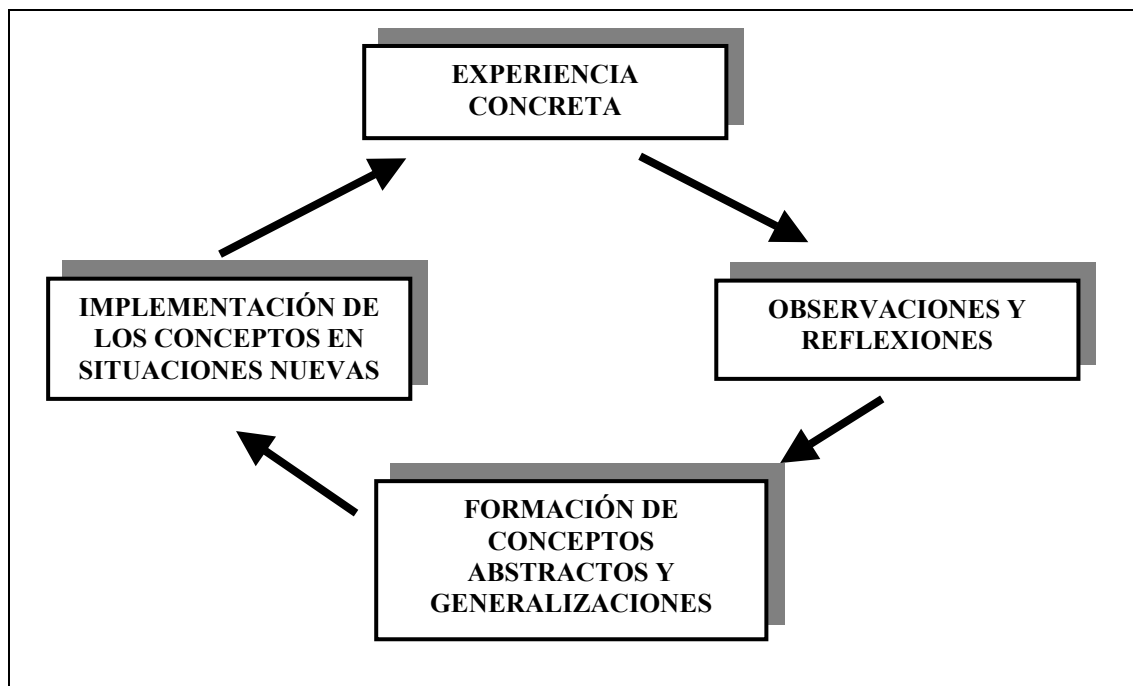 EXPERIENCIA
CONCRETA
OBSERVACIONES Y
REFLEXIONES
FORMACIÓN DE
CONCEPTOS
ABSTRACTOS Y
GENERALIZACIONES
IMPLEMENTACIÓN DE
LOS CONCEPTOS EN
SITUACIONES NUEVAS